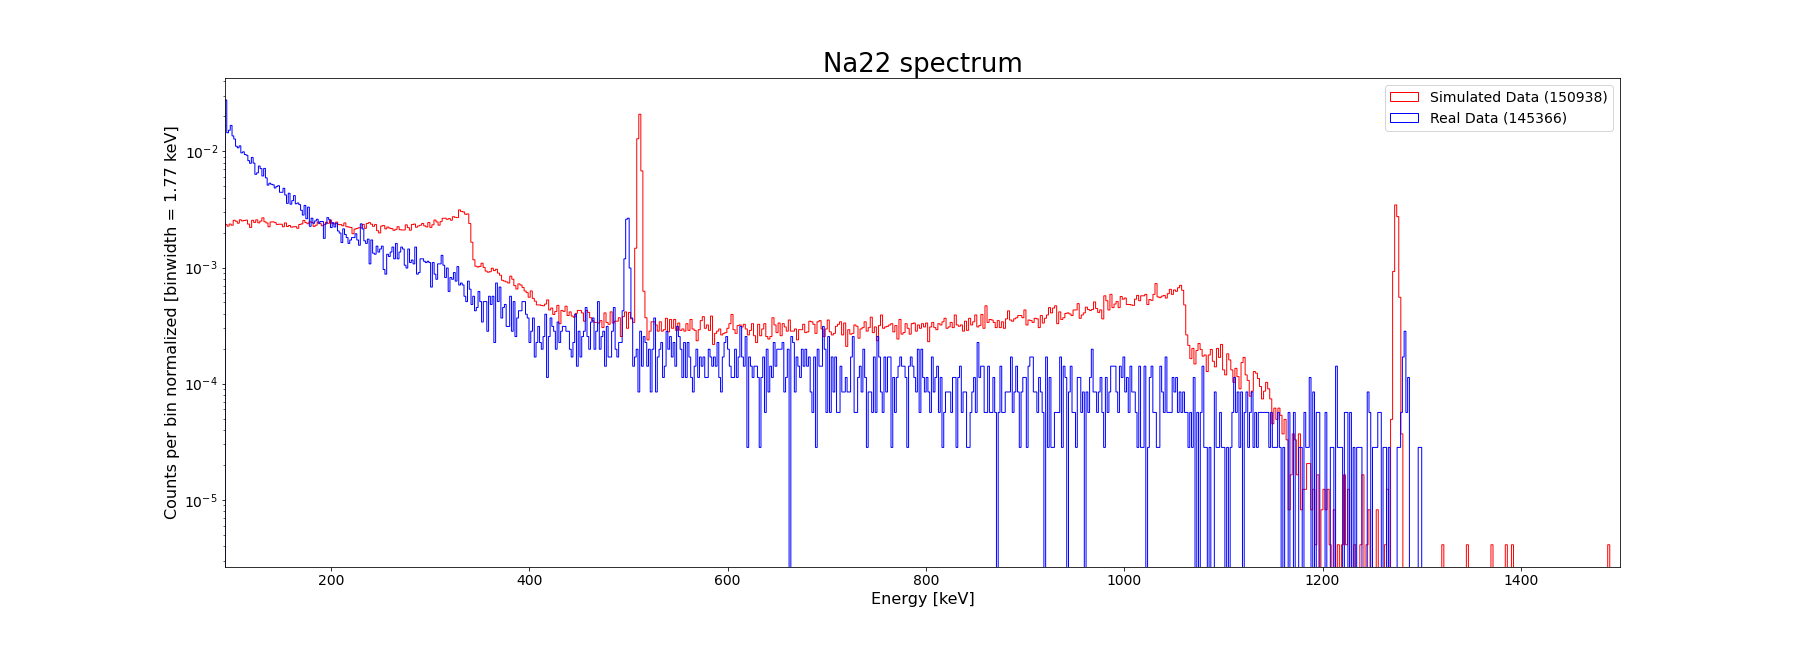 Na22 spectrum
Simulated Data (150938)
Real Data (145366)
Counts per bin normalized [binwidth = 1.77 keV]
10⁻²
10⁻³
10⁻⁴
10⁻⁵
200 400 600 800 1000 1200 1400
Energy [keV]